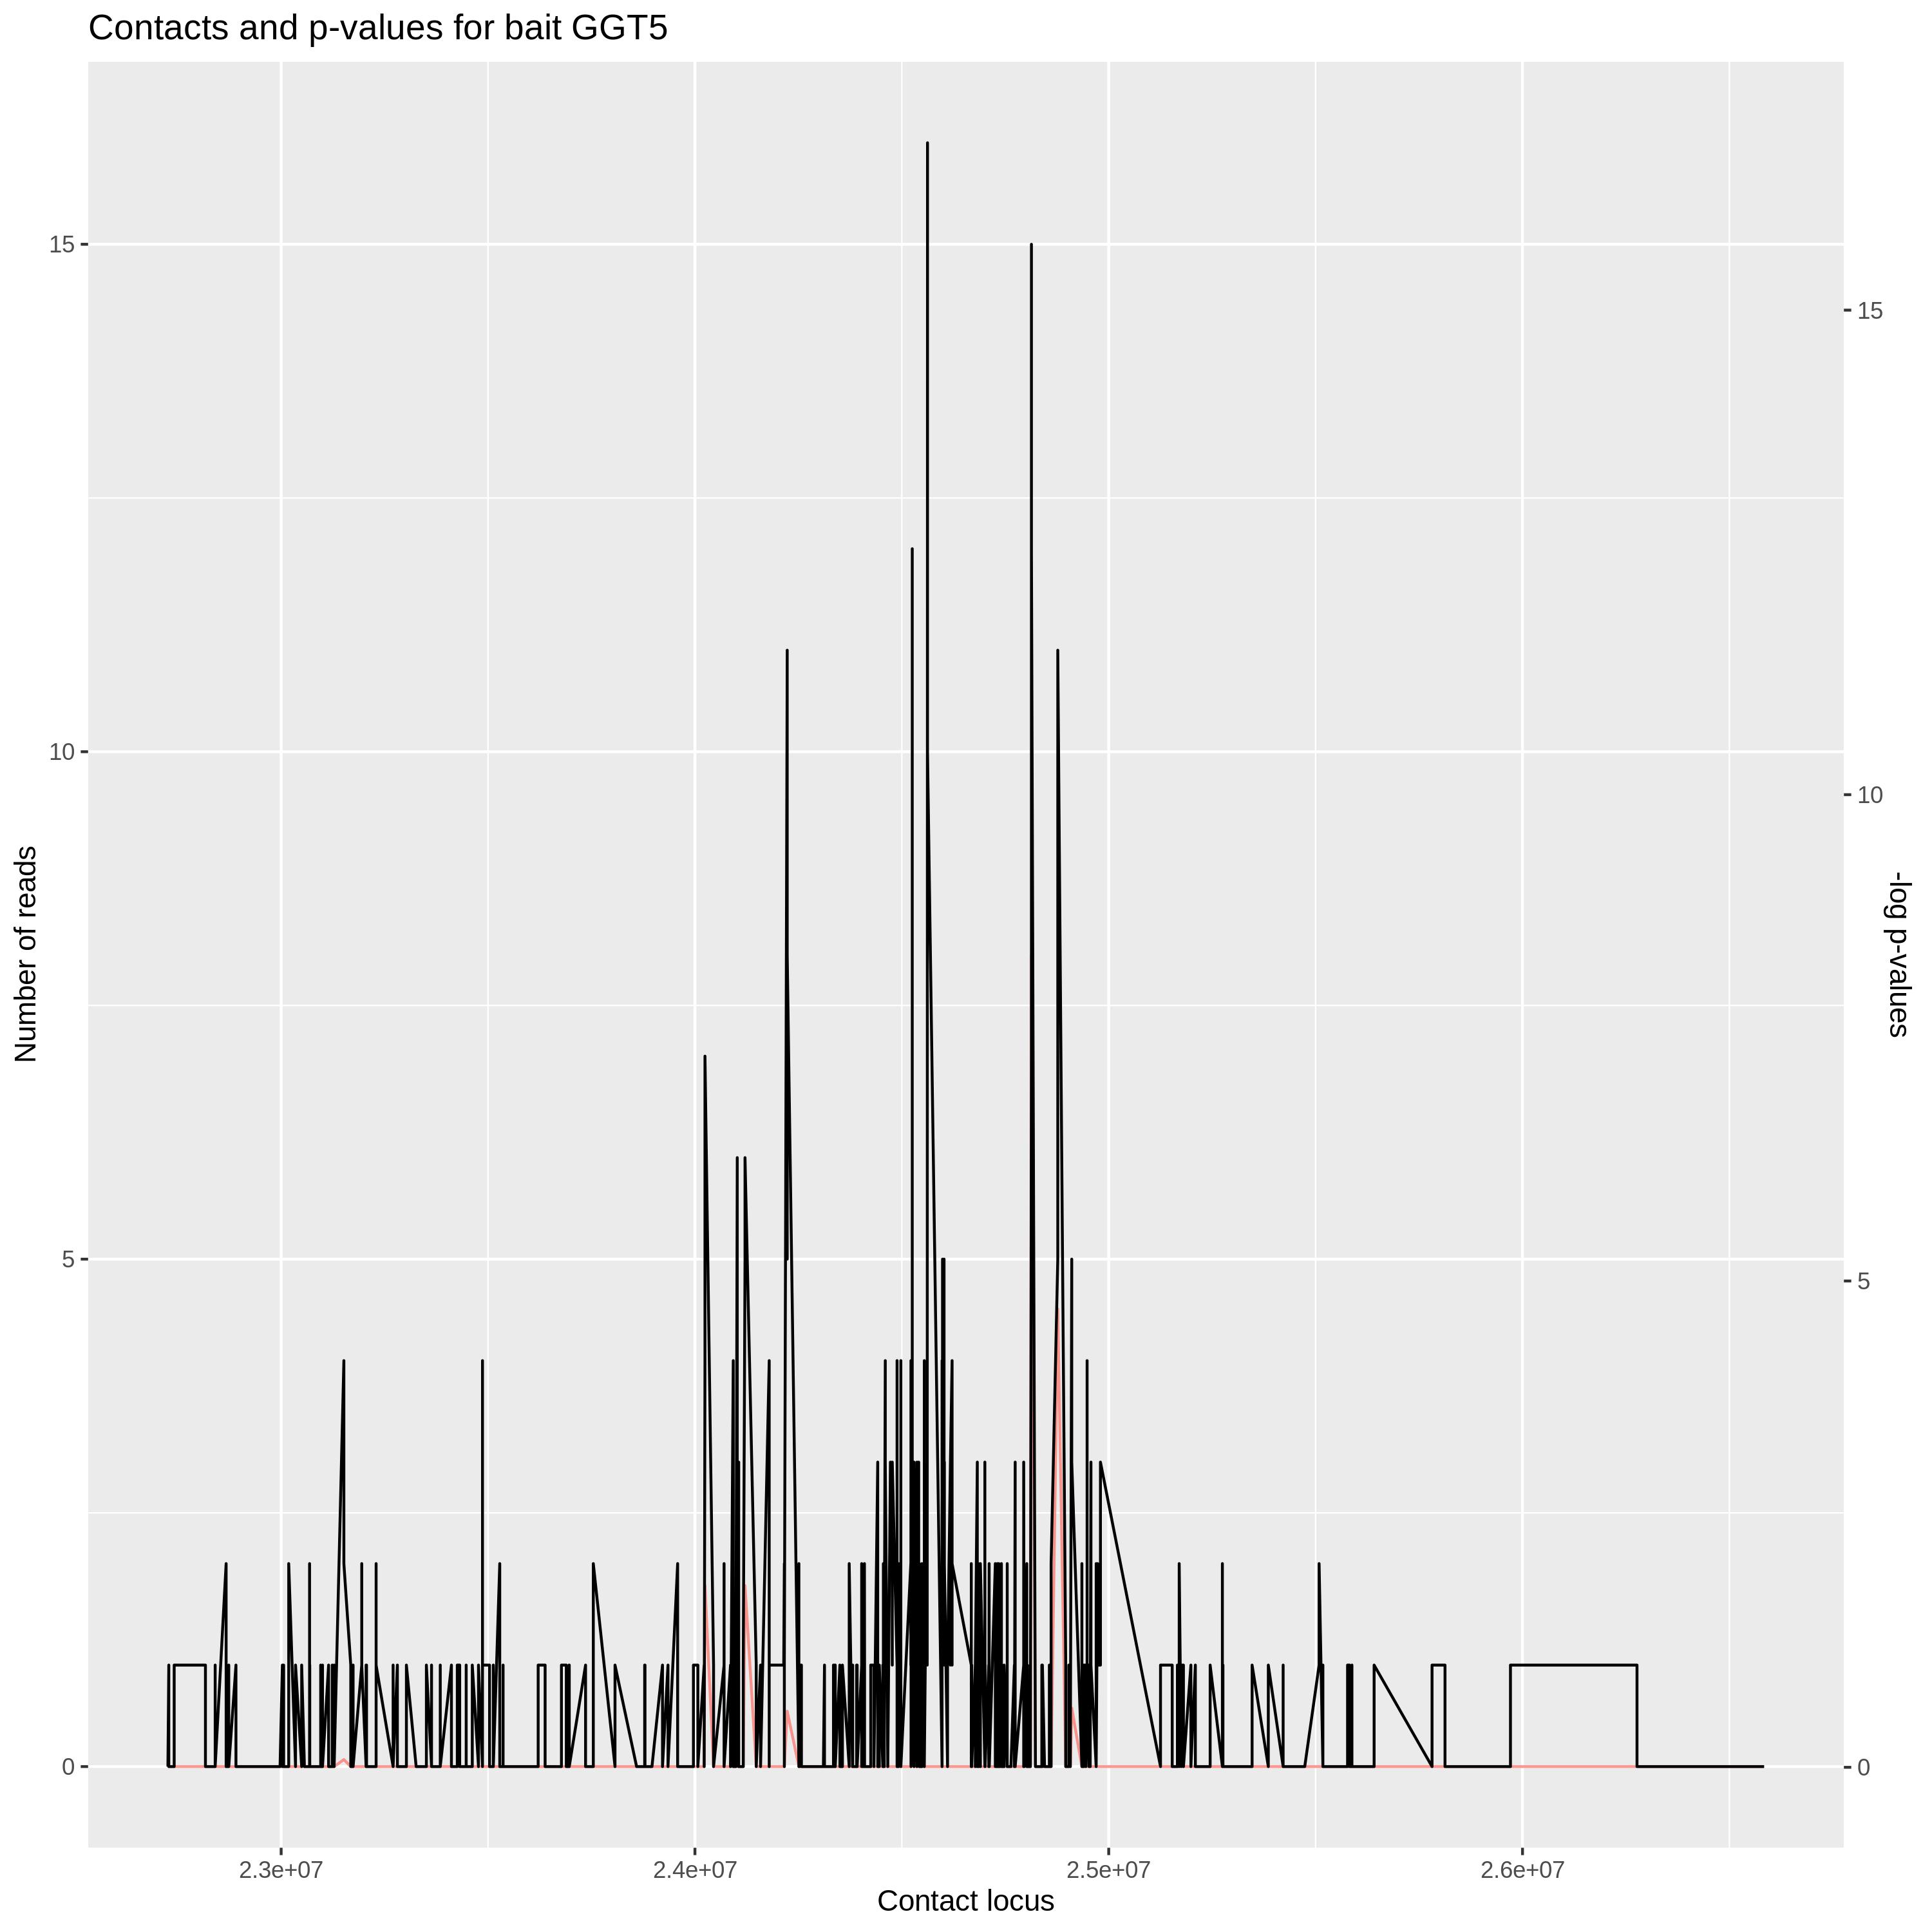 Contacts and p-values for bait GGT5
Number of reads
15
10
5
0
15
10
5
0
-log p-values
2.3e+07
2.4e+07
2.5e+07
2.6e+07
Contact locus